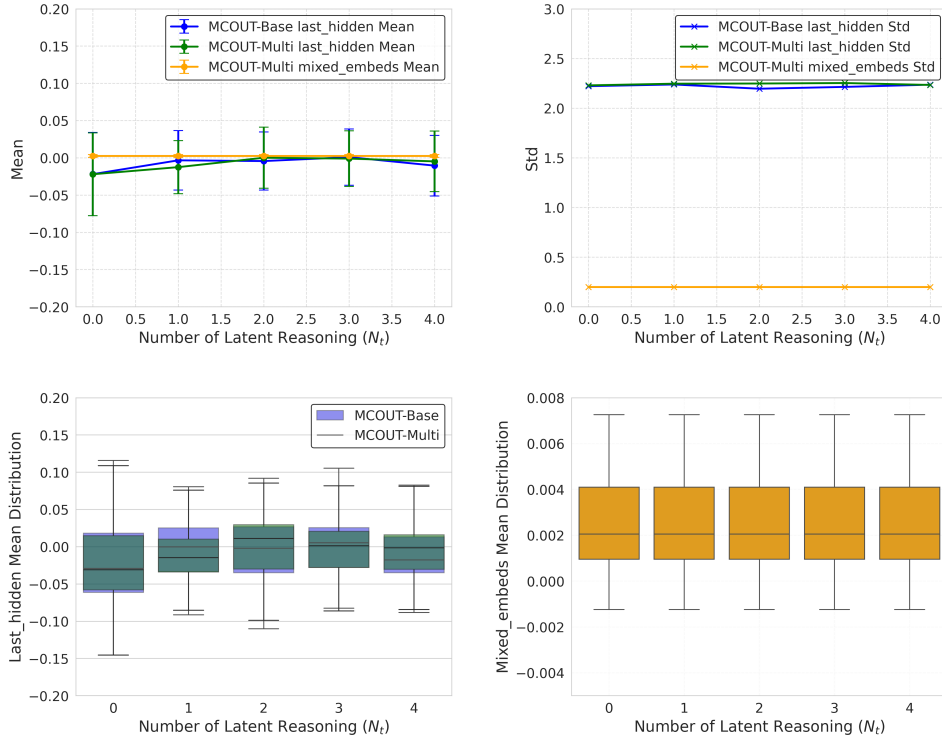 0.20
0.15
0.10
0.05
0.00
−0.05
−0.10
−0.15
−0.20
Mean
MCOUT-Base last_hidden Mean
MCOUT-Multi last_hidden Mean
MCOUT-Multi mixed_embeds Mean
0.0 0.5 1.0 1.5 2.0 2.5 3.0 3.5 4.0
Number of Latent Reasoning (N_t)
3.0
2.5
2.0
1.5
1.0
0.5
0.0
Std
MCOUT-Base last_hidden Std
MCOUT-Multi last_hidden Std
MCOUT-Multi mixed_embeds Std
0.0 0.5 1.0 1.5 2.0 2.5 3.0 3.5 4.0
Number of Latent Reasoning (N_t)
0.20
0.15
0.10
0.05
0.00
−0.05
−0.10
−0.15
−0.20
Last_hidden Mean Distribution
MCOUT-Base
MCOUT-Multi
0 1 2 3 4
Number of Latent Reasoning (N_t)
0.008
0.006
0.004
0.002
0.000
−0.002
−0.004
Mixed_embeds Mean Distribution
0 1 2 3 4
Number of Latent Reasoning (N_t)